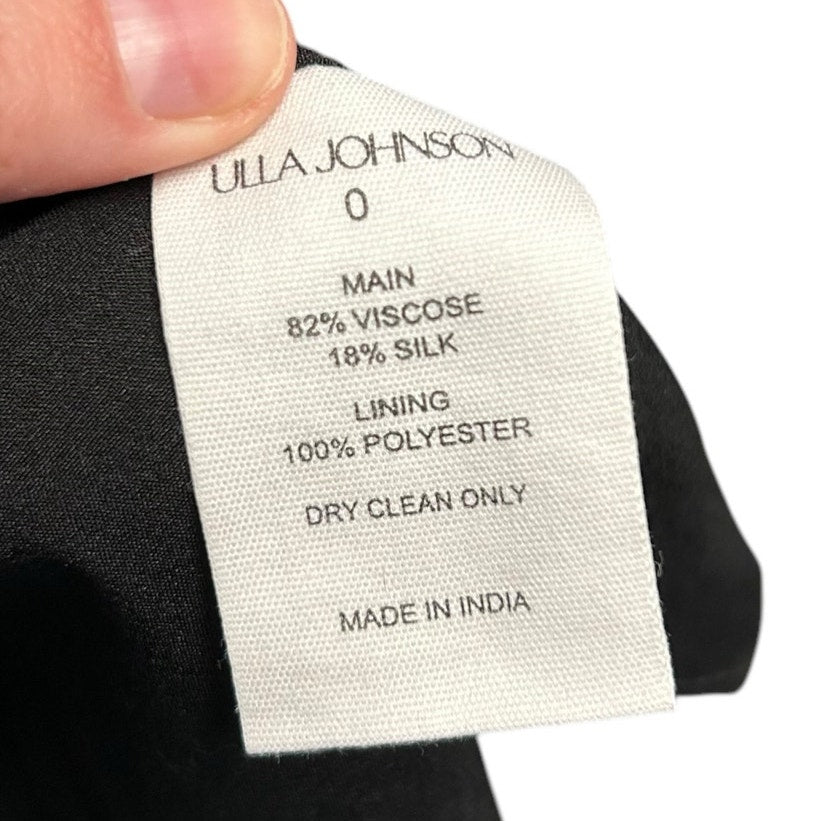 ULLA JOHNSON
0
MAIN
82% VISCOSE
18% SILK
LINING
100% POLYESTER
DRY CLEAN ONLY
MADE IN INDIA